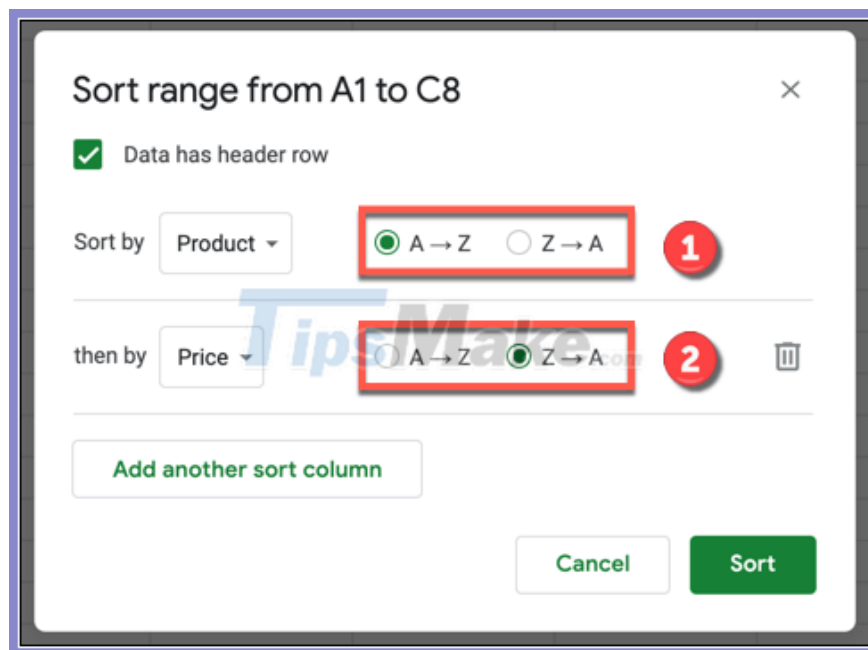 Sort range from A1 to C8
Data has header row
Sort by Product A → Z Z → A 1
TipsMake.com
then by Price A → Z Z → A 2
Add another sort column
Cancel Sort